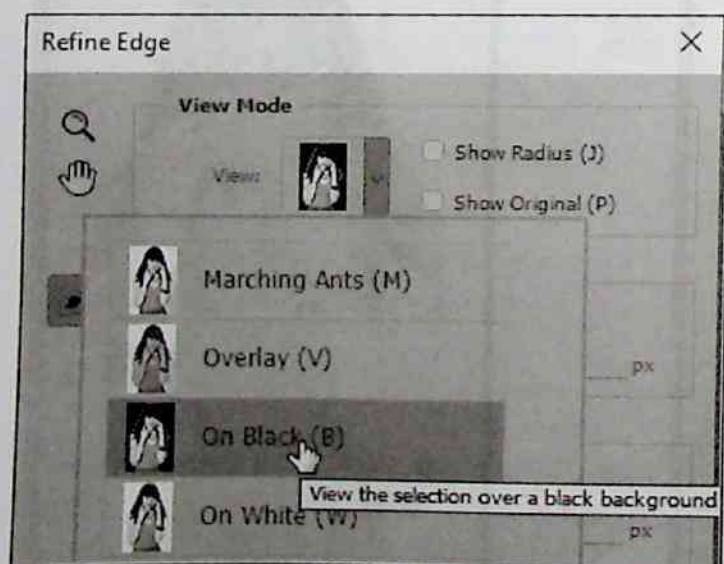 Refine Edge
View Mode
View:
Show Radius (J)
Show Original (P)
Marching Ants (M)
Overlay (V)
px
On Black (B)
View the selection over a black background
On White (W)
px